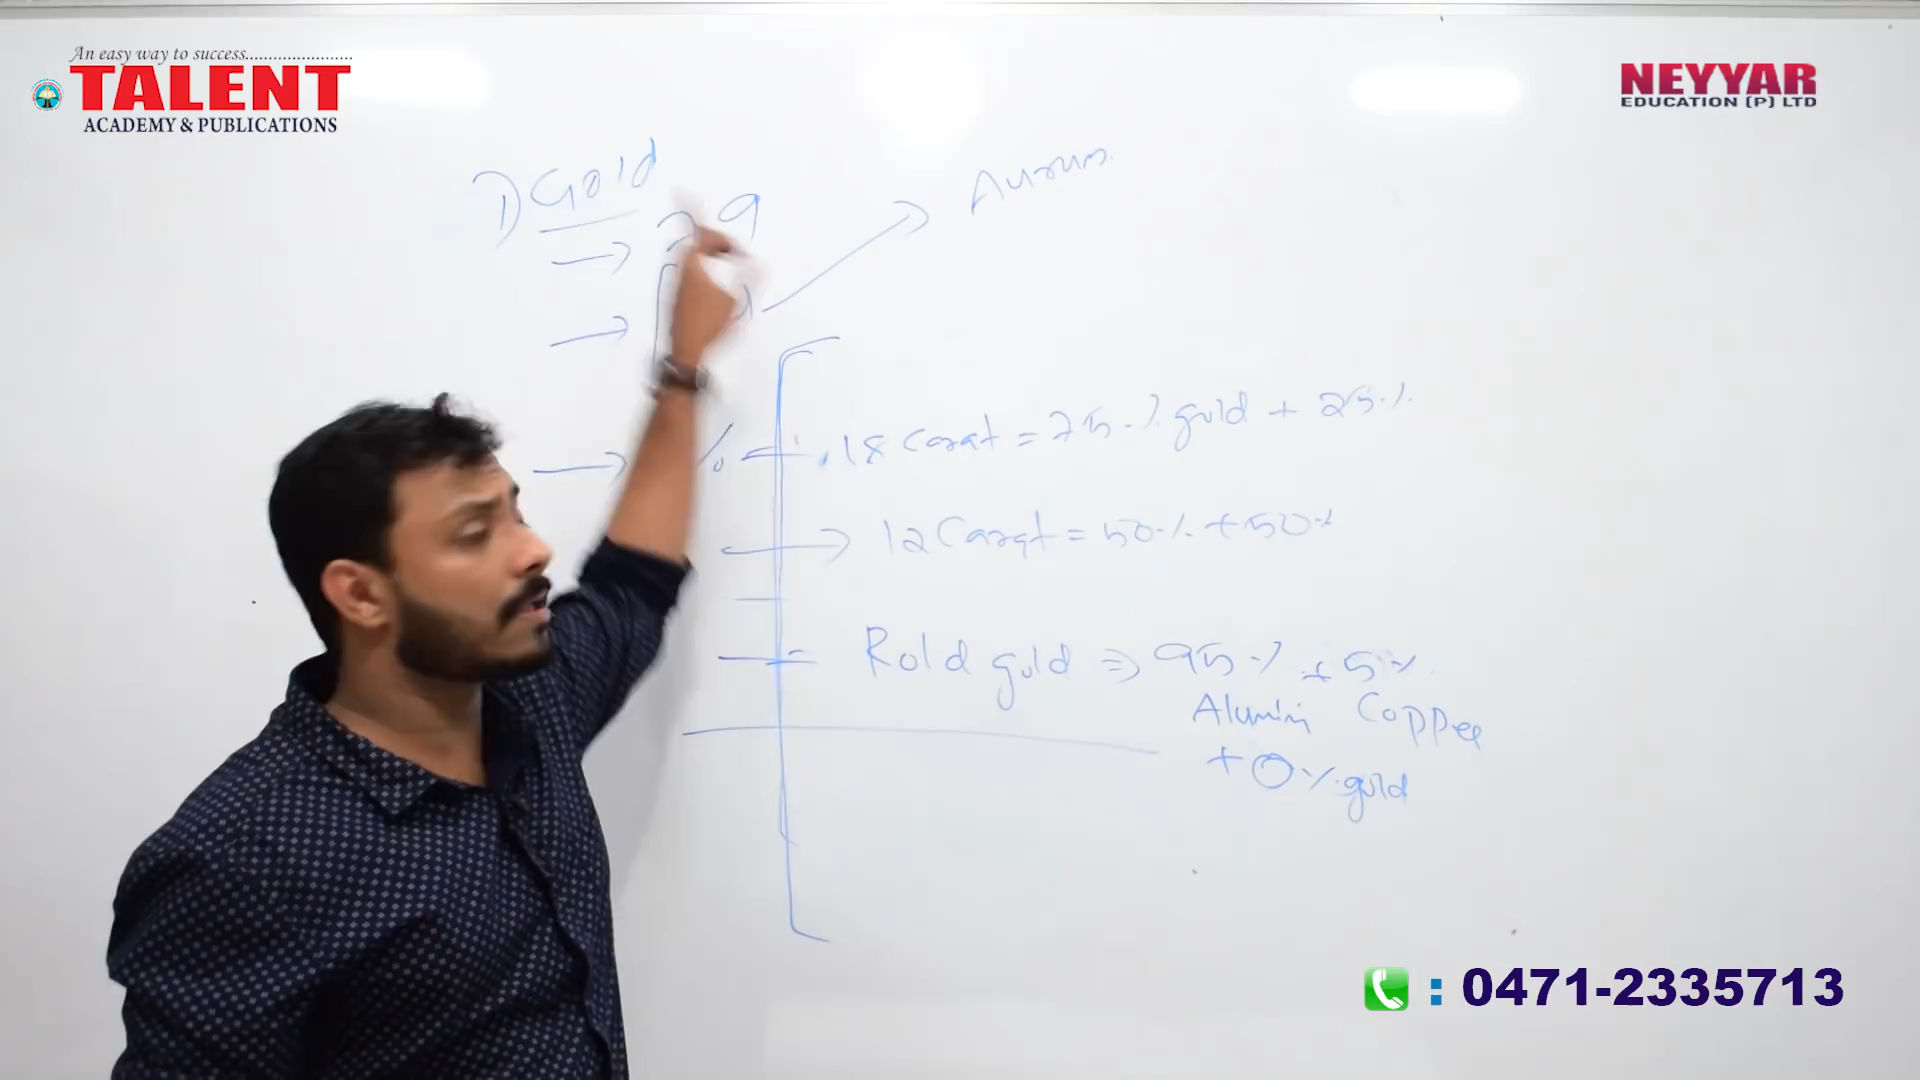 An easy way to success......................
TALENT
ACADEMY & PUBLICATIONS
NEYYAR
EDUCATION (P) LTD
1) Gold
79
Aurum
%
18 Carat = 75% gold + 25%
12 Carat = 50% + 50%
Rold gold ⇒ 95% + 5%
Alumini Copper
+ 0% gold
: 0471-2335713